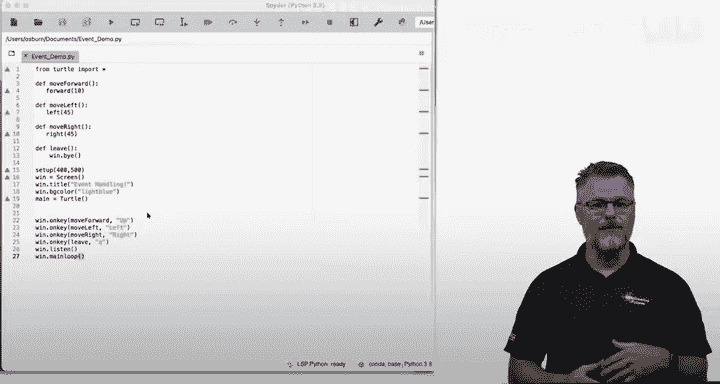 Spyder (Python 3.8)
/Users/osburn/Documents/Event_Demo.py
/User
Event_Demo.py
1 from turtle import *
2
3 def moveForward():
4 forward(10)
5
6 def moveLeft():
7 left(45)
8
9 def moveRight():
10 right(45)
11
12 def leave():
13 win.bye()
14
15 setup(400,500)
16 win = Screen()
17 win.title("Event Handling!")
18 win.bgcolor("lightblue")
19 main = Turtle()
20
21
22 win.onkey(moveForward, "Up")
23 win.onkey(moveLeft, "Left")
24 win.onkey(moveRight, "Right")
25 win.onkey(leave, "q")
26 win.listen()
27 win.mainloop()
LSP Python: ready
conda: base, Python 3.8